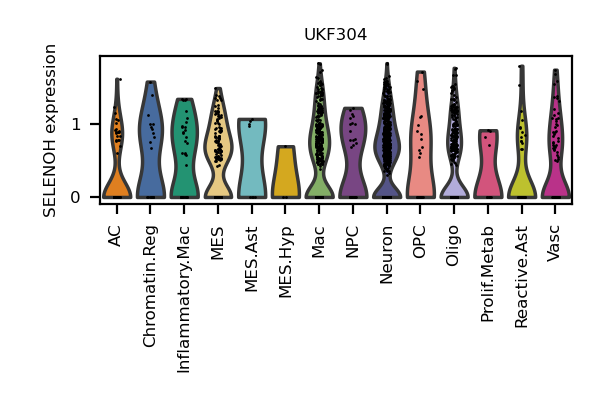 UKF304
SELENOH expression
1
0
AC
Chromatin.Reg
Inflammatory.Mac
MES
MES.Ast
MES.Hyp
Mac
NPC
Neuron
OPC
Oligo
Prolif.Metab
Reactive.Ast
Vasc